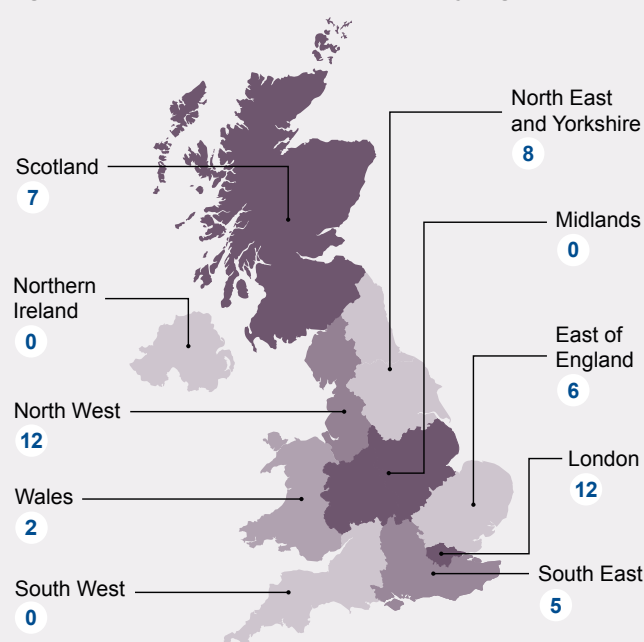 Scotland
7
Northern
Ireland
0
North West
12
Wales
2
South West
0
North East
and Yorkshire
8
Midlands
0
East of
England
6
London
12
South East
5